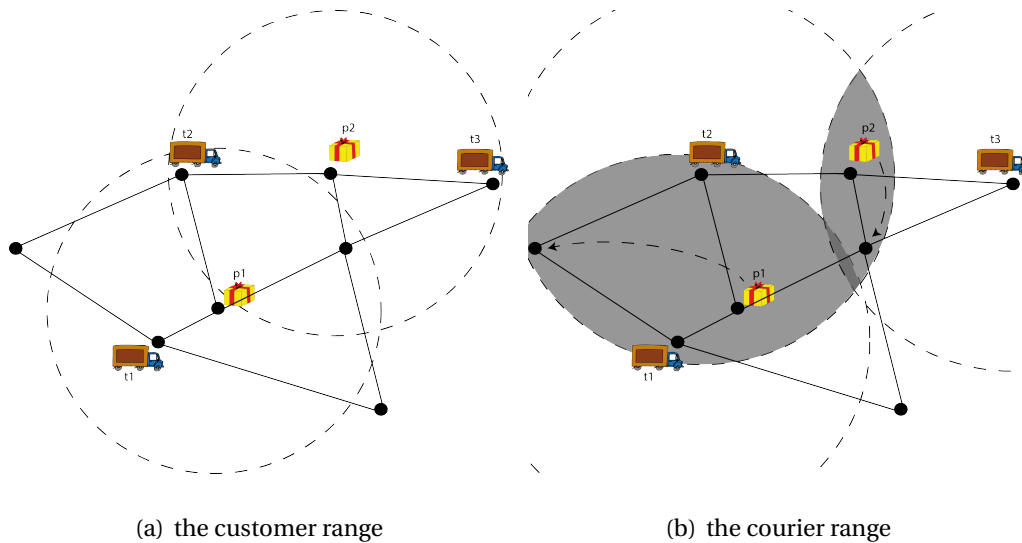 t2
p2
t3
p1
t1
(a) the customer range
t2
p2
t3
p1
t1
(b) the courier range